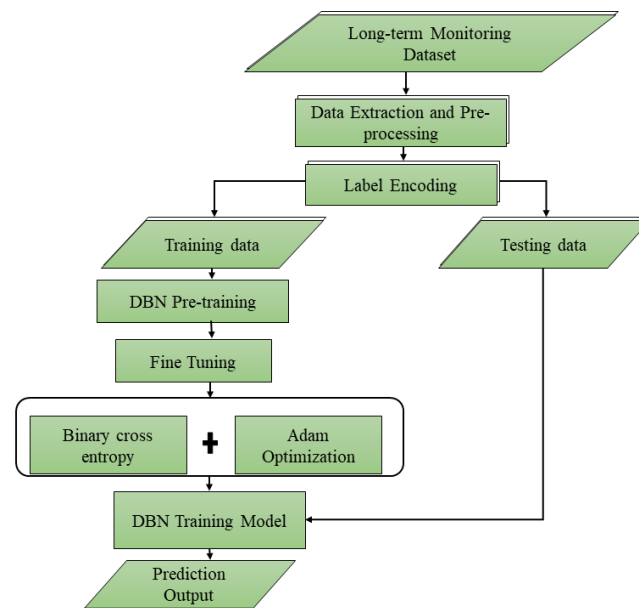 Long-term Monitoring
Dataset
Data Extraction and Pre-
processing
Label Encoding
Training data
Testing data
DBN Pre-training
Fine Tuning
Binary cross
entropy
Adam
Optimization
DBN Training Model
Prediction
Output